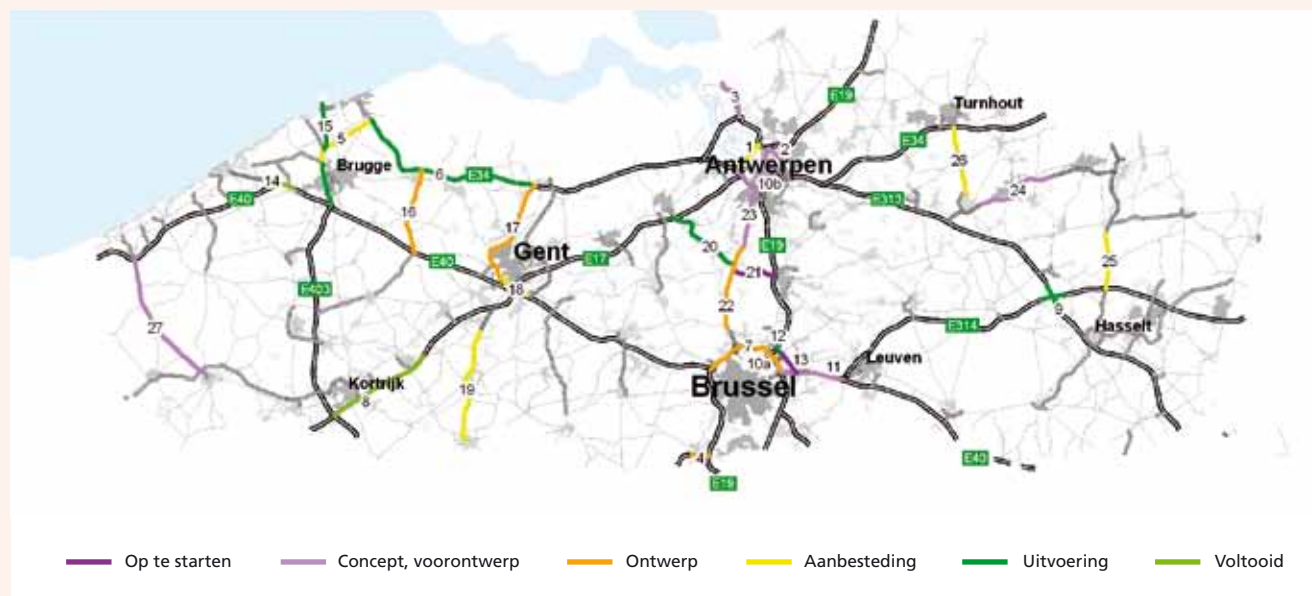 3
E19
Turnhout
15
5
1
2
Antwerpen
E34
Brugge
26
14
6
E34
10b
24
E40
E313
16
17
23
Gent
20
E19
E40
E17
21
25
18
E403
22
9
27
12
E314
Hasselt
7
10a
13
11
Leuven
Kortrijk
Brussel
19
8
4
E40
E19
Op te starten
Concept, voorontwerp
Ontwerp
Aanbesteding
Uitvoering
Voltooid